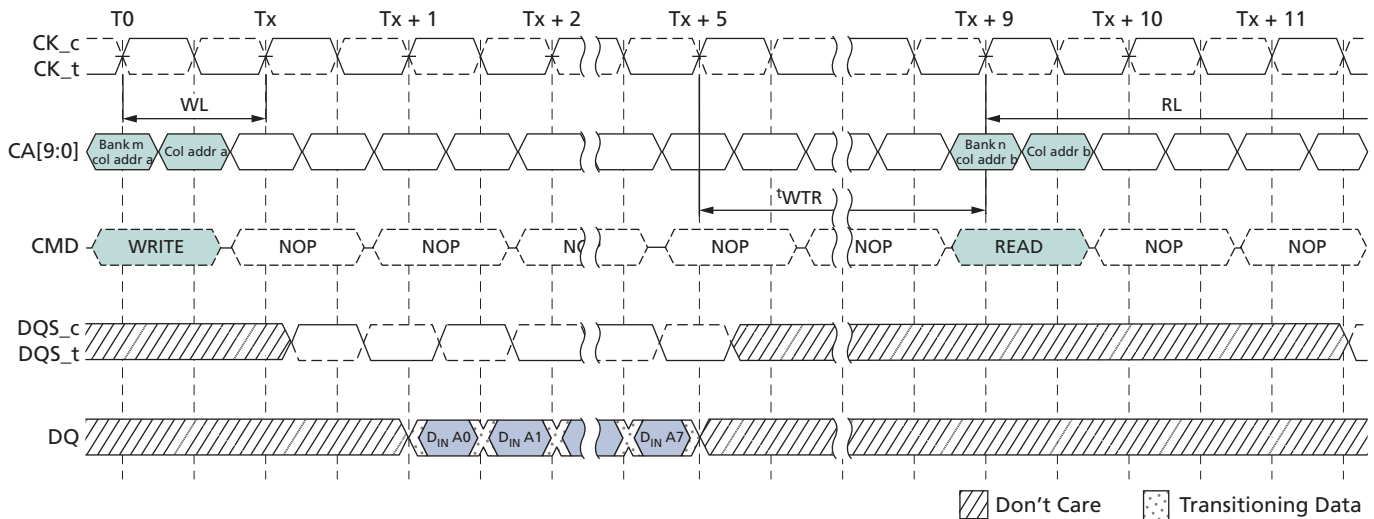 T0 Tx Tx + 1 Tx + 2 Tx + 5 Tx + 9 Tx + 10 Tx + 11
CK_c
CK_t
WL RL
CA[9:0] Bank m col addr a Col addr a Bank n col addr b Col addr b
tWTR
CMD WRITE NOP NOP NOP NOP READ NOP NOP
DQS_c
DQS_t
DQ DIN A0 DIN A1 DIN A7
Don't Care Transitioning Data